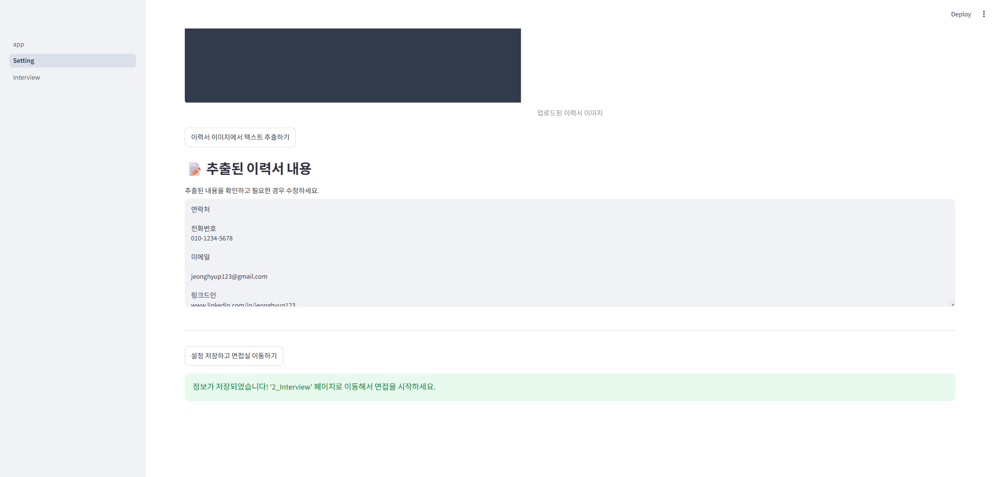 Deploy
app
Setting
Interview
업로드된 이력서 이미지
이력서 이미지에서 텍스트 추출하기
추출된 이력서 내용
추출된 내용을 확인하고 필요한 경우 수정하세요.
연락처
전화번호
010-1234-5678
미메일
jeonghyup123@gmail.com
링크드인
www.linkedin.com/in/jeonghyup123
설정 저장하고 면접실 이동하기
정보가 저장되었습니다! '2_Interview' 페이지로 이동해서 면접을 시작하세요.